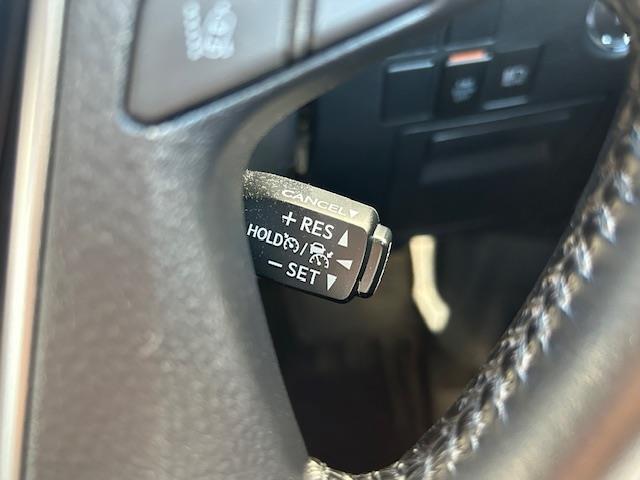 CANCEL▼
+ RES ▲
HOLD /
− SET ▼